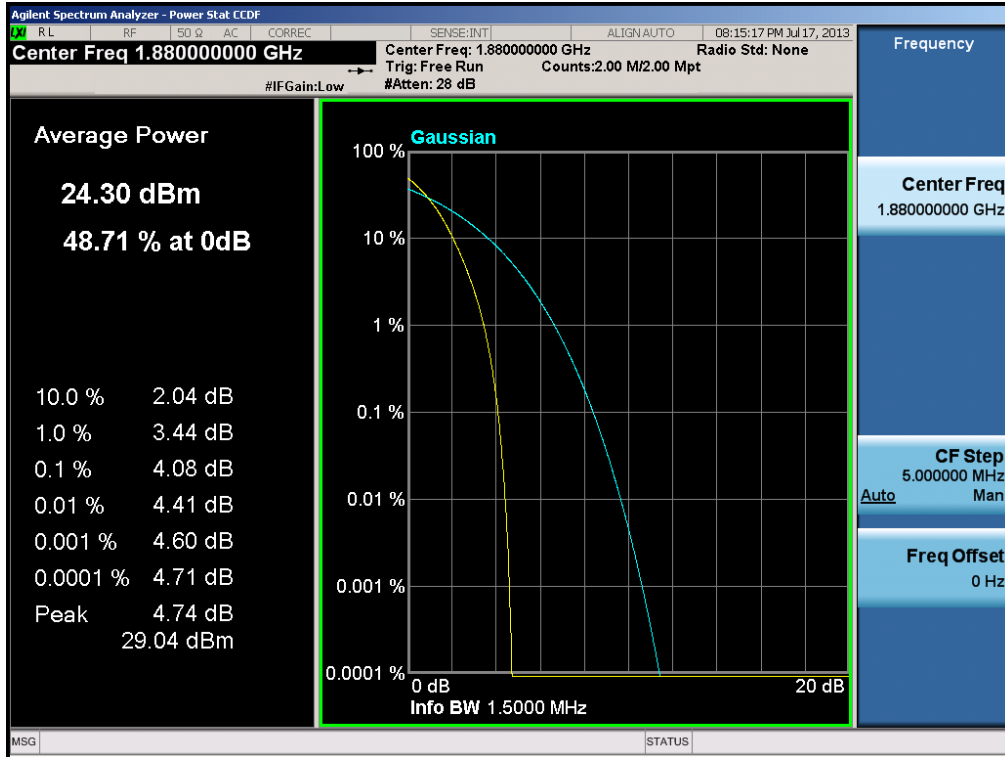 Agilent Spectrum Analyzer - Power Stat CCDF
LXI RL RF 50 Ω AC CORREC SENSE:INT ALIGN AUTO 08:15:17 PM Jul 17, 2013
Center Freq 1.880000000 GHz
#IFGain:Low
Center Freq: 1.880000000 GHz Radio Std: None
Trig: Free Run Counts:2.00 M/2.00 Mpt
#Atten: 28 dB
Average Power
24.30 dBm
48.71 % at 0dB
10.0 % 2.04 dB
1.0 % 3.44 dB
0.1 % 4.08 dB
0.01 % 4.41 dB
0.001 % 4.60 dB
0.0001 % 4.71 dB
Peak 4.74 dB
29.04 dBm
Gaussian
100 %
10 %
1 %
0.1 %
0.01 %
0.001 %
0.0001 %
0 dB 20 dB
Info BW 1.5000 MHz
Frequency
Center Freq
1.880000000 GHz
CF Step
5.000000 MHz
Auto Man
Freq Offset
0 Hz
MSG STATUS